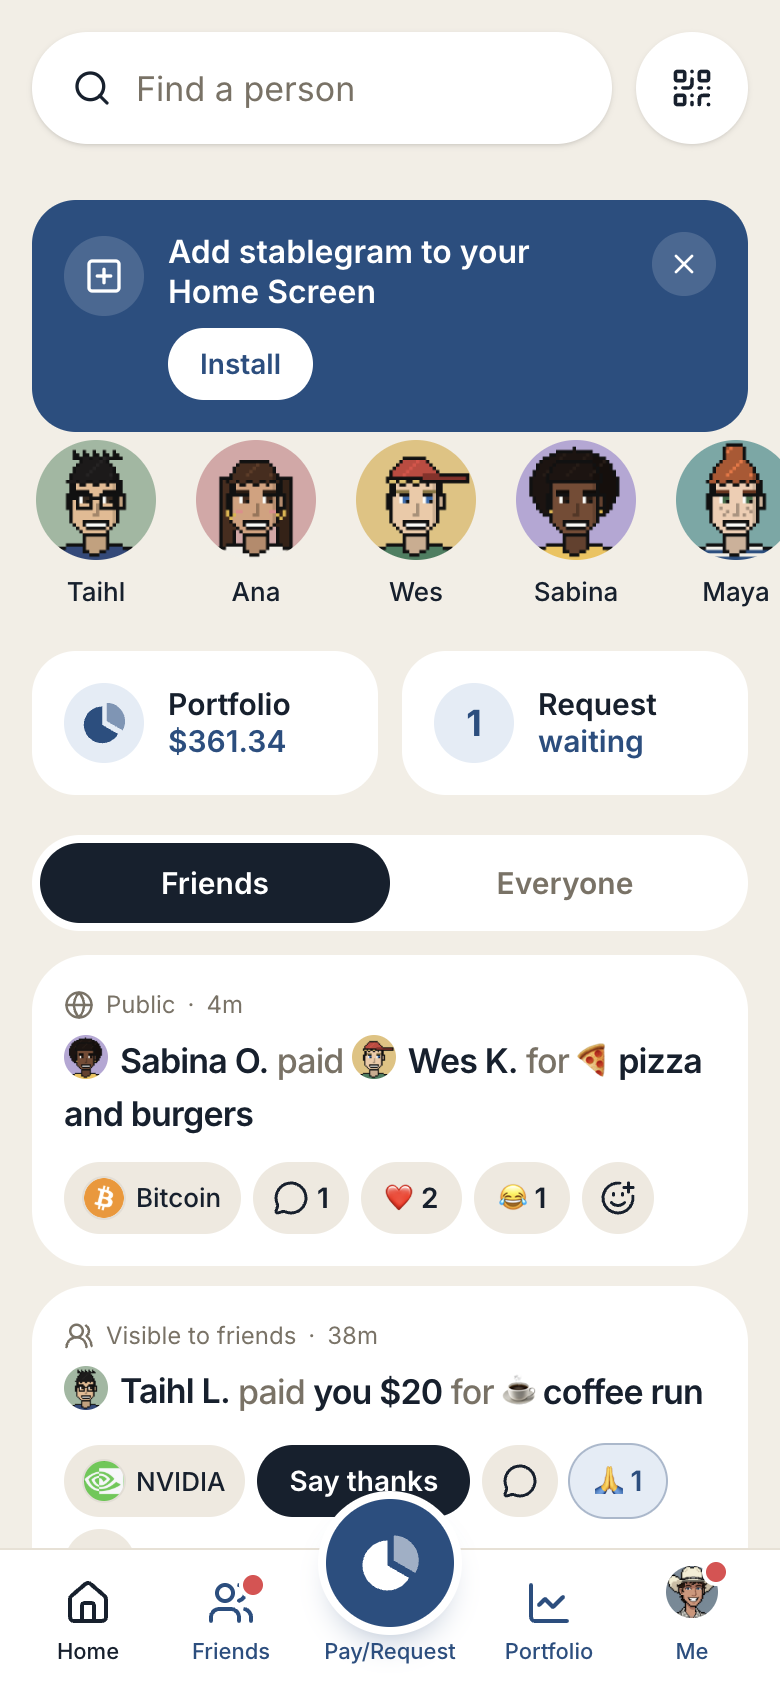 Find a person
Add stablegram to your
Home Screen
Install
Taihl
Ana
Wes
Sabina
Maya
Portfolio
$361.34
1
Request
waiting
Friends
Everyone
Public · 4m
Sabina O. paid Wes K. for 🍕 pizza
and burgers
Bitcoin
1
❤️ 2
😂 1
Visible to friends · 38m
Taihl L. paid you $20 for ☕ coffee run
NVIDIA
Say thanks
🙏 1
Home
Friends
Pay/Request
Portfolio
Me